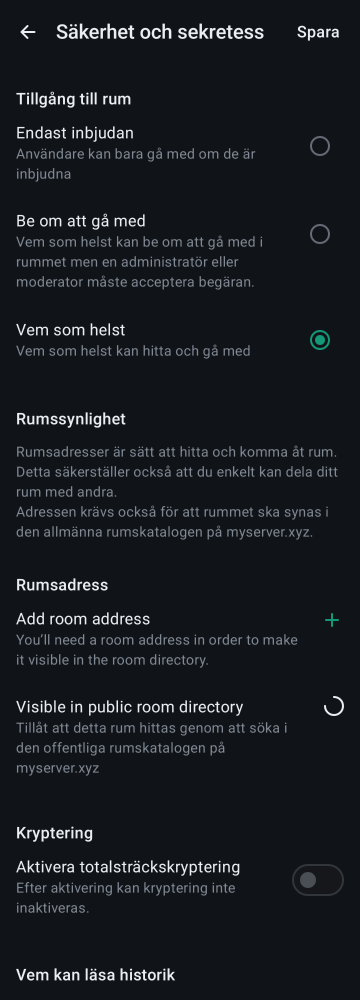 Säkerhet och sekretess
Spara
Tillgång till rum
Endast inbjudan
Användare kan bara gå med om de är
inbjudna
Be om att gå med
Vem som helst kan be om att gå med i
rummet men en administratör eller
moderator måste acceptera begäran.
Vem som helst
Vem som helst kan hitta och gå med
Rumssynlighet
Rumsadresser är sätt att hitta och komma åt rum.
Detta säkerställer också att du enkelt kan dela ditt
rum med andra.
Adressen krävs också för att rummet ska synas i
den allmänna rumskatalogen på myserver.xyz.
Rumsadress
Add room address
You’ll need a room address in order to make
it visible in the room directory.
Visible in public room directory
Tillåt att detta rum hittas genom att söka i
den offentliga rumskatalogen på
myserver.xyz
Kryptering
Aktivera totalsträckskryptering
Efter aktivering kan kryptering inte
inaktiveras.
Vem kan läsa historik